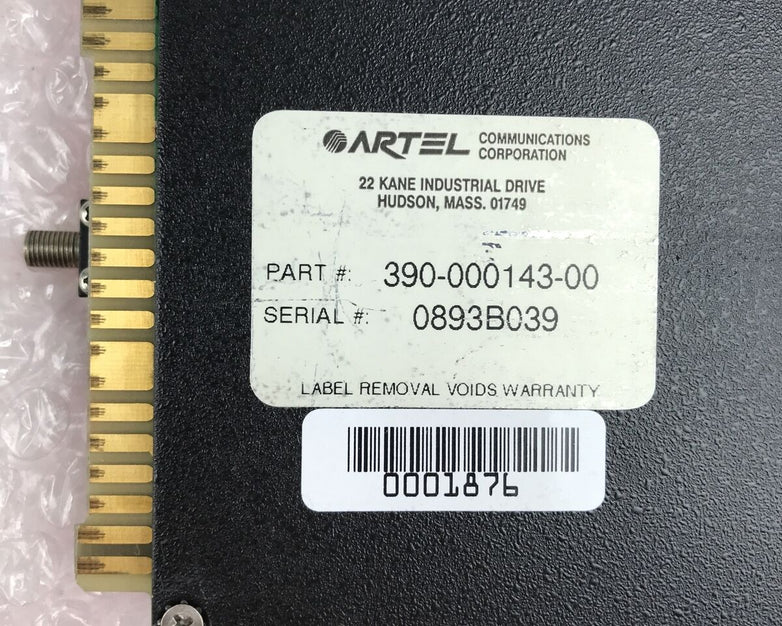 ARTEL COMMUNICATIONS CORPORATION
22 KANE INDUSTRIAL DRIVE
HUDSON, MASS. 01749
PART #: 390-000143-00
SERIAL #: 0893B039
LABEL REMOVAL VOIDS WARRANTY
0001876